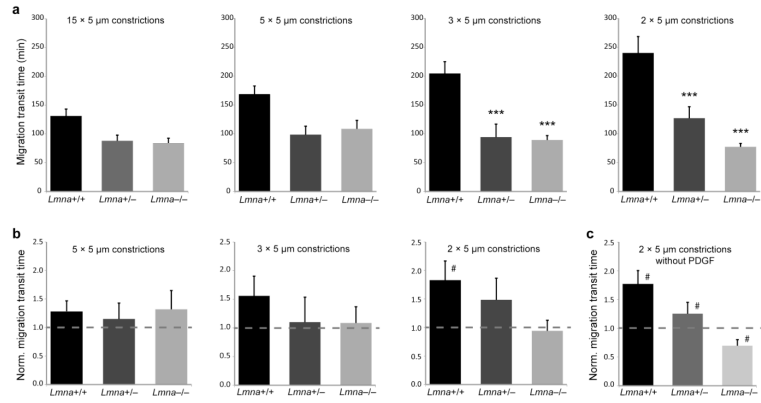 a
15 × 5 µm constrictions
5 × 5 µm constrictions
3 × 5 µm constrictions
2 × 5 µm constrictions
Migration transit time (min)
300
250
200
150
100
50
0
Lmna+/+
Lmna+/–
Lmna–/–
300
250
200
150
100
50
0
Lmna+/+
Lmna+/–
Lmna–/–
300
250
200
150
100
50
0
***
***
Lmna+/+
Lmna+/–
Lmna–/–
300
250
200
150
100
50
0
***
***
Lmna+/+
Lmna+/–
Lmna–/–
b
5 × 5 µm constrictions
3 × 5 µm constrictions
2 × 5 µm constrictions
Norm. migration transit time
2.5
2.0
1.5
1.0
0.5
0.0
Lmna+/+
Lmna+/–
Lmna–/–
2.5
2.0
1.5
1.0
0.5
0.0
Lmna+/+
Lmna+/–
Lmna–/–
2.5
2.0
1.5
1.0
0.5
0.0
#
Lmna+/+
Lmna+/–
Lmna–/–
c
2 × 5 µm constrictions
without PDGF
Norm. migration transit time
2.5
2.0
1.5
1.0
0.5
0.0
#
#
#
Lmna+/+
Lmna+/–
Lmna–/–